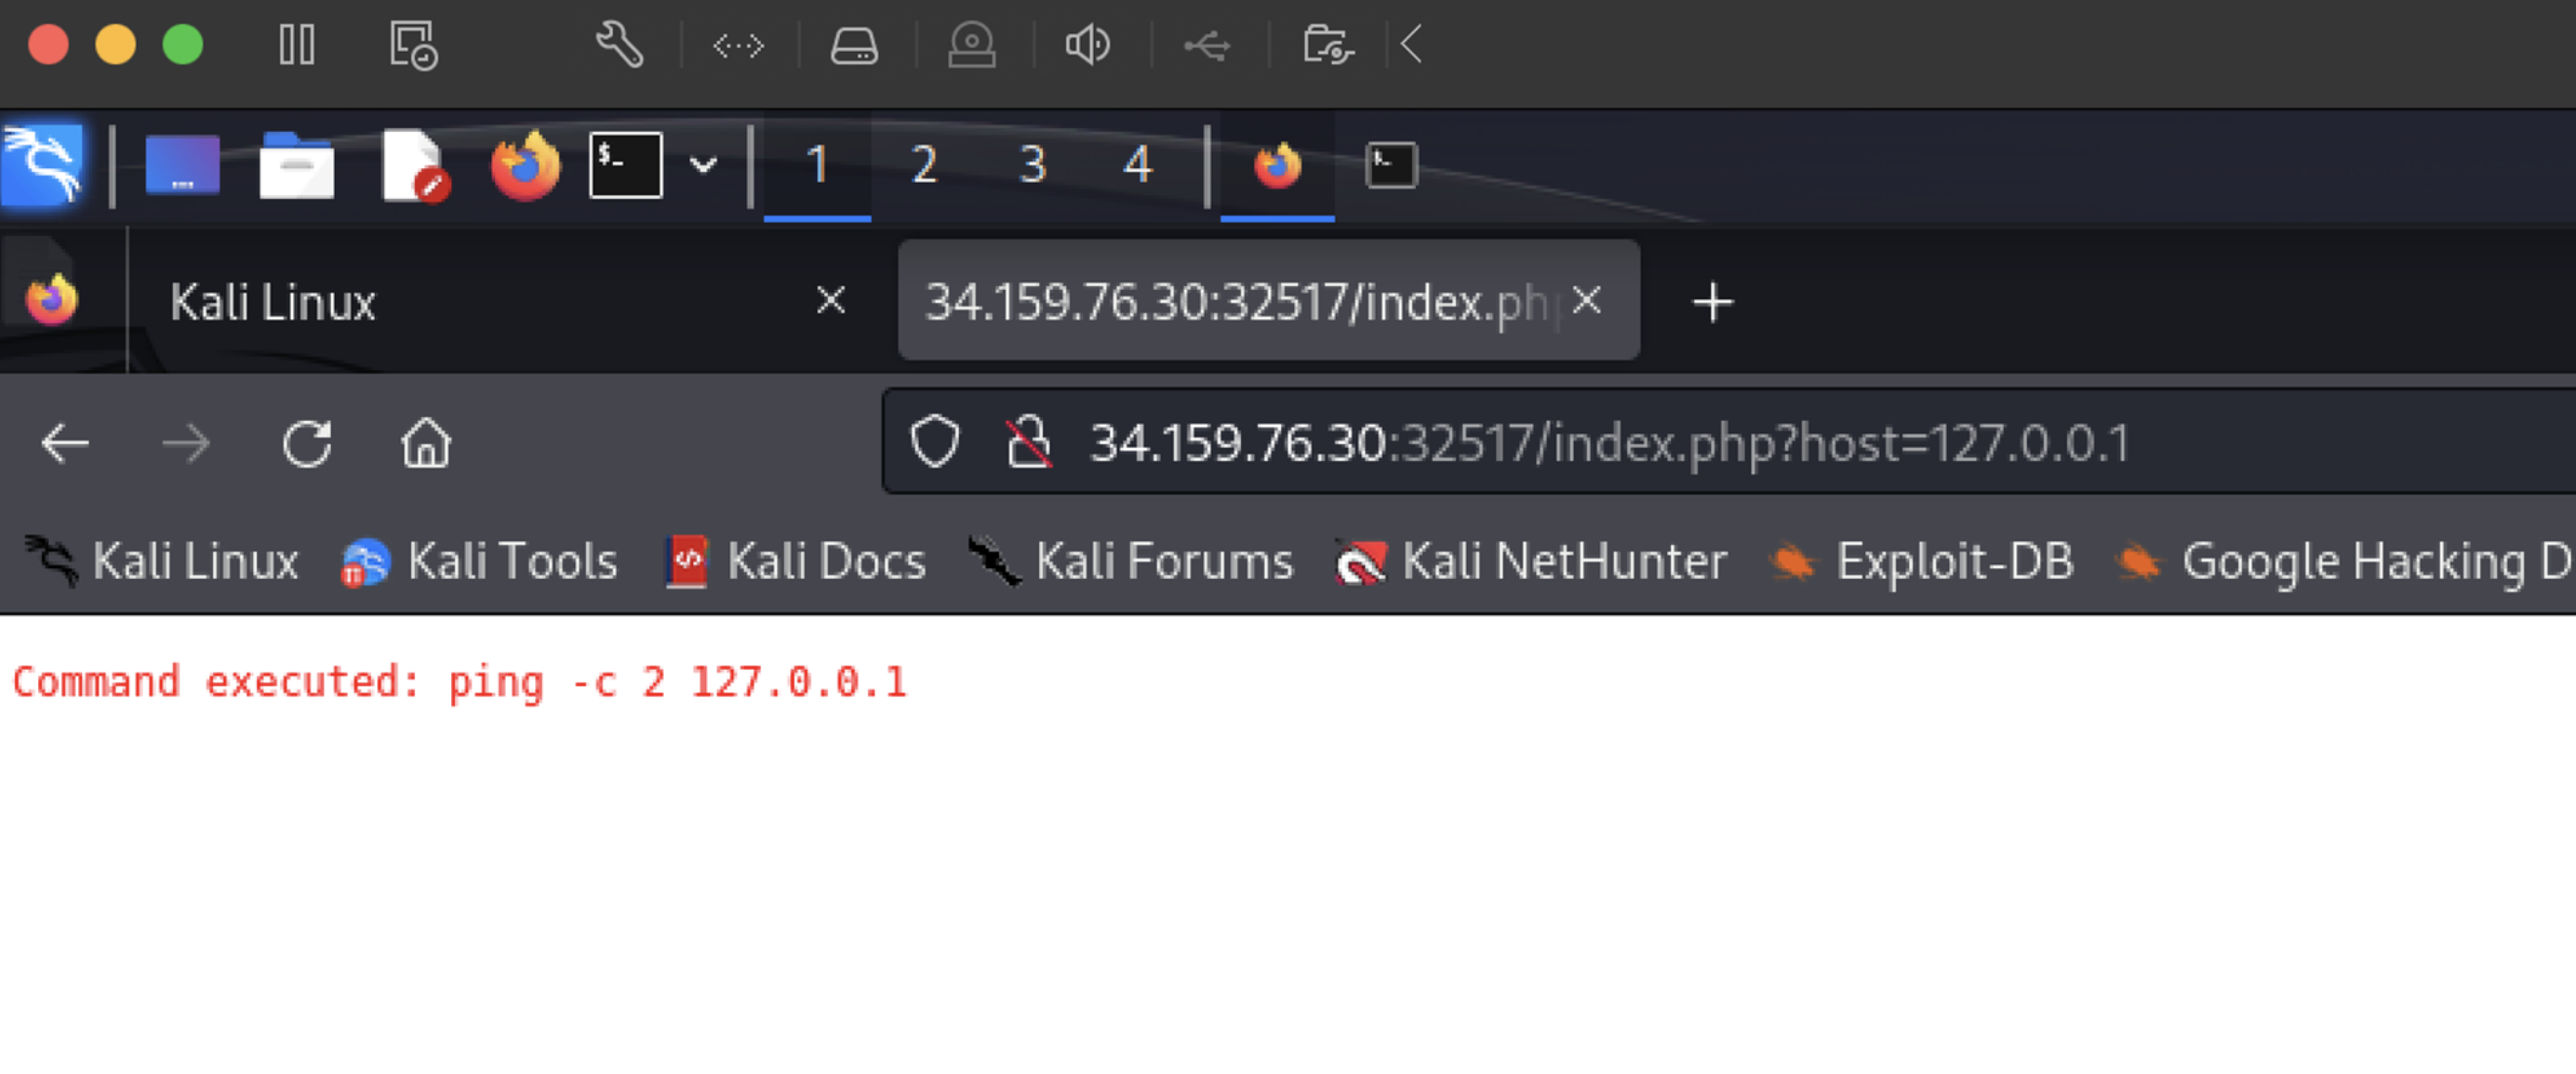 $_
1 2 3 4
Kali Linux
34.159.76.30:32517/index.php
34.159.76.30:32517/index.php?host=127.0.0.1
Kali Linux Kali Tools Kali Docs Kali Forums Kali NetHunter Exploit-DB Google Hacking D
Command executed: ping -c 2 127.0.0.1